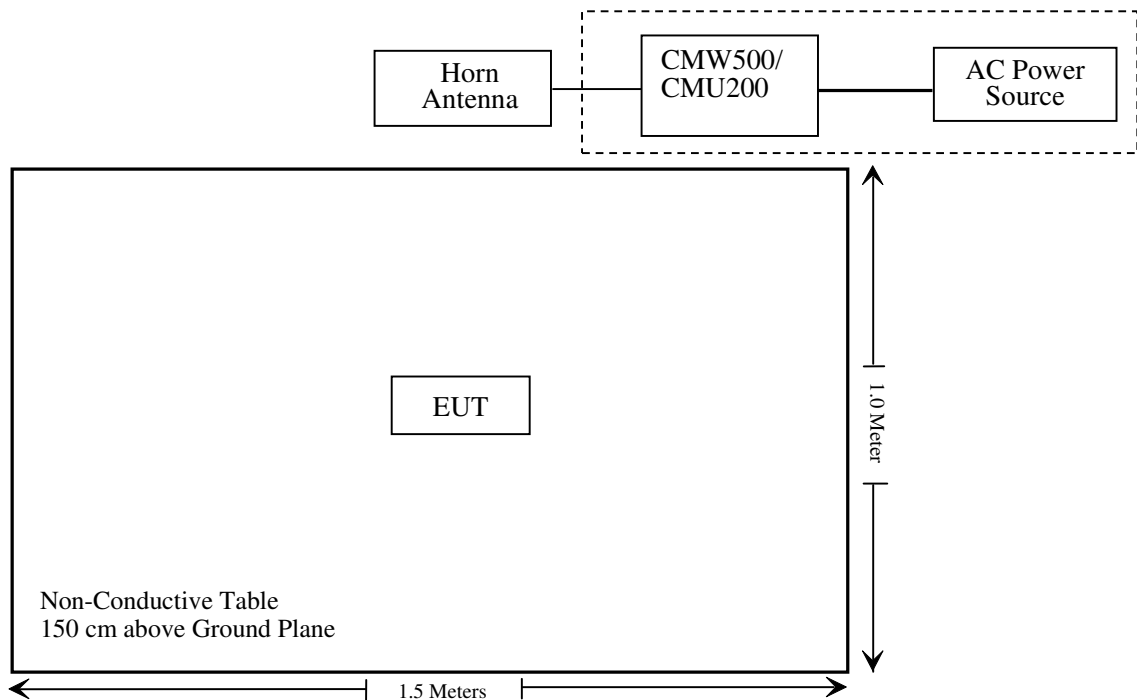 Horn
Antenna
CMW500/
CMU200
AC Power
Source
EUT
1.0 Meter
Non-Conductive Table
150 cm above Ground Plane
1.5 Meters